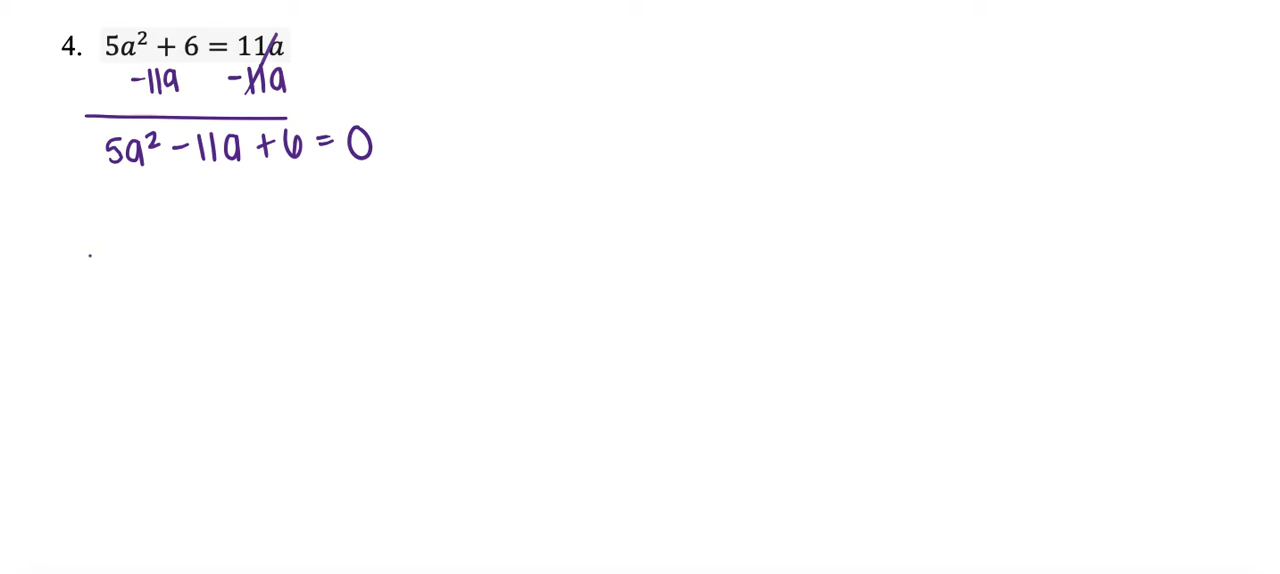 4. 5a² + 6 = 11a
-11a -11a
5a² - 11a + 6 = 0